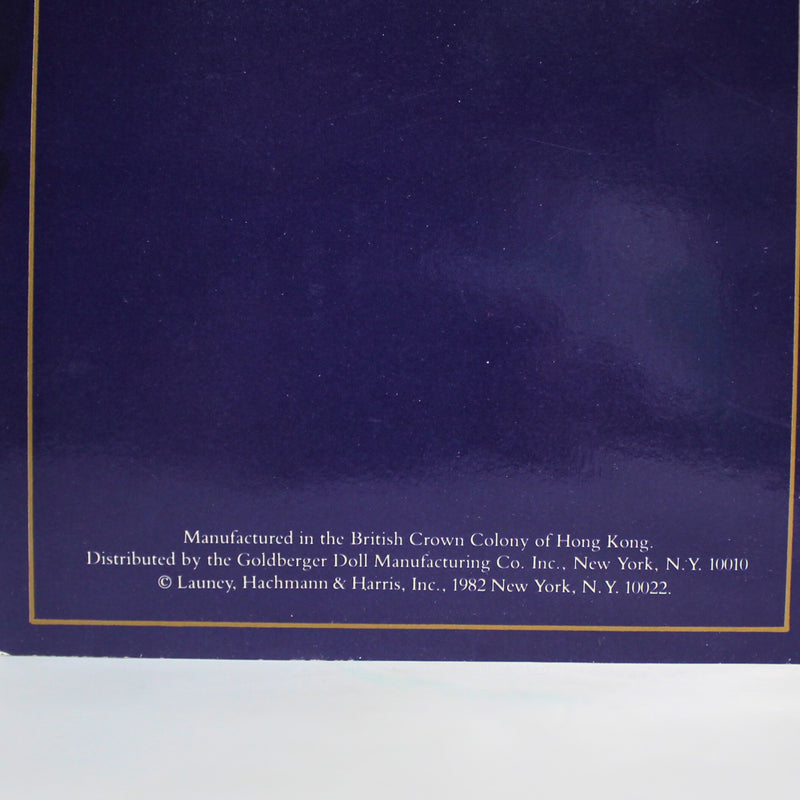 Manufactured in the British Crown Colony of Hong Kong.
Distributed by the Goldberger Doll Manufacturing Co. Inc., New York, N.Y. 10010
© Launey, Hachmann & Harris, Inc., 1982 New York, N.Y. 10022.